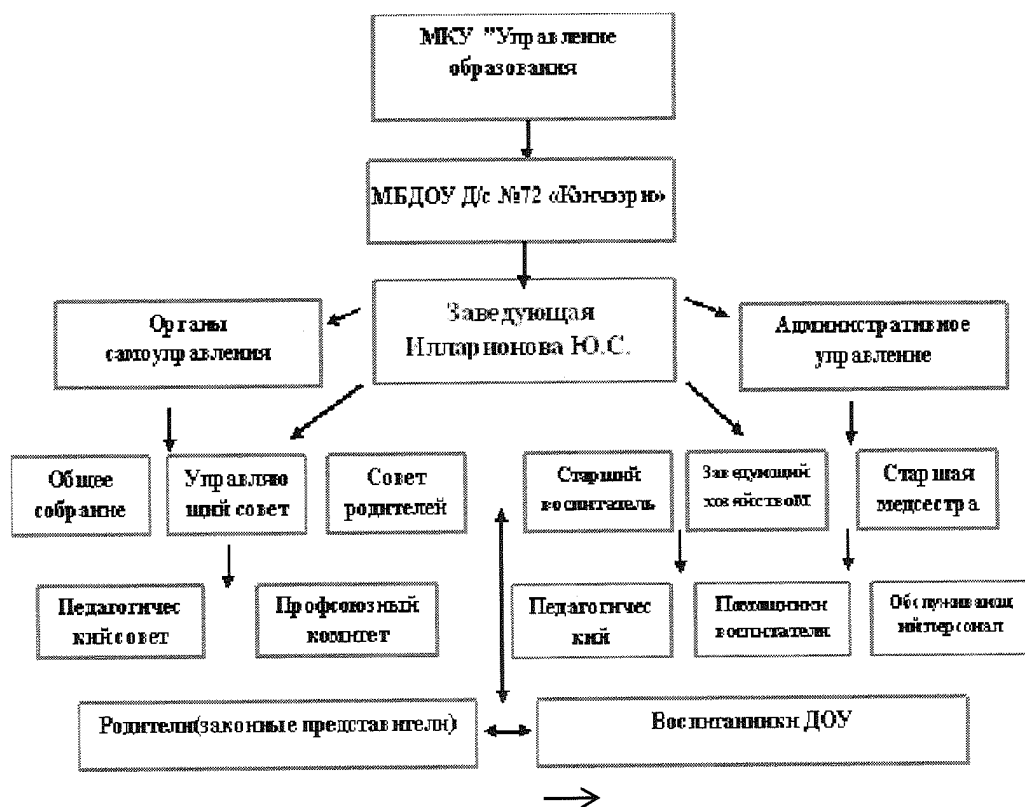 МКУ "Управление
образования
МБДОУ Д/с №72 «Кэнчээри»
Заведующая
Илларионова Ю.С.
Органы
самоуправления
Административное
управление
Общее
собрание
Управляю
щий совет
Совет
родителей
Старший
воспитатель
Заведующий
хозяйством
Старшая
медсестра
Педагогичес
кий совет
Профсоюзный
комитет
Педагогичес
кий
Помощники
воспитателя
Обслуживающ
ий персонал
Родители(законные представители)
Воспитанники ДОУ